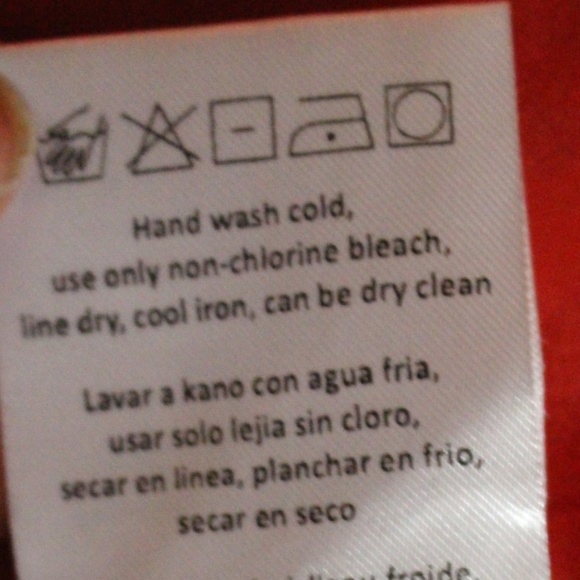 Hand wash cold,
use only non-chlorine bleach,
line dry, cool iron, can be dry clean
Lavar a kano con agua fria,
usar solo lejia sin cloro,
secar en linea, planchar en frio,
secar en seco
froide,